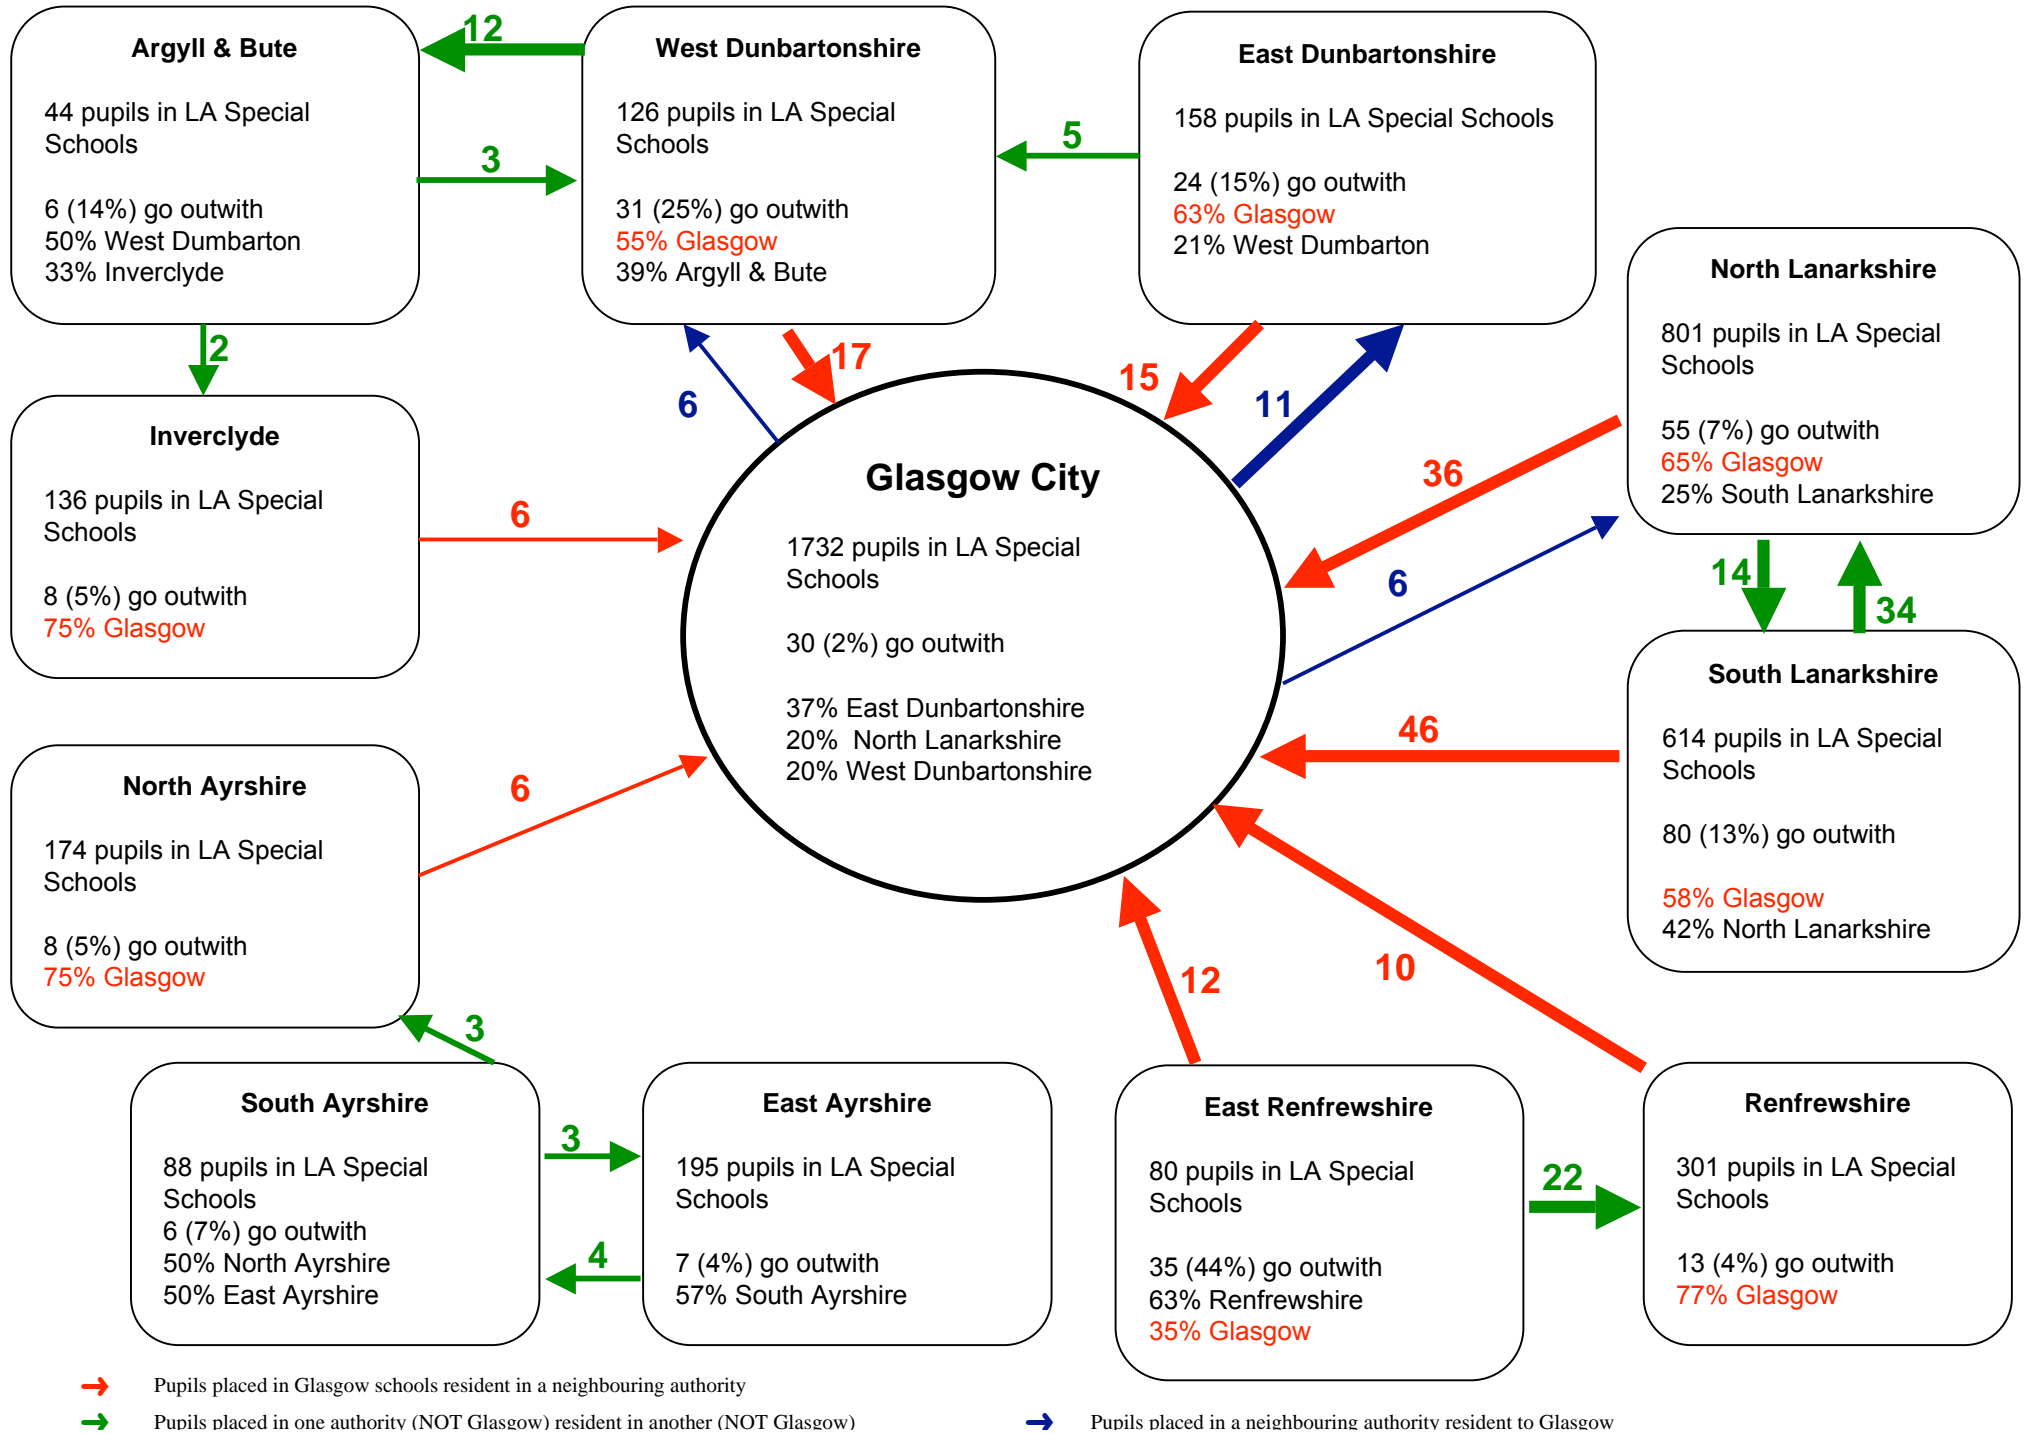 Argyll & Bute
44 pupils in LA Special
Schools
6 (14%) go outwith
50% West Dumbarton
33% Inverclyde
12
3
West Dunbartonshire
126 pupils in LA Special
Schools
31 (25%) go outwith
55% Glasgow
39% Argyll & Bute
5
East Dunbartonshire
158 pupils in LA Special Schools
24 (15%) go outwith
63% Glasgow
21% West Dumbarton
North Lanarkshire
801 pupils in LA Special
Schools
55 (7%) go outwith
65% Glasgow
25% South Lanarkshire
2
6
17
15
11
36
6
14
34
Inverclyde
136 pupils in LA Special
Schools
8 (5%) go outwith
75% Glasgow
6
Glasgow City
1732 pupils in LA Special
Schools
30 (2%) go outwith
37% East Dunbartonshire
20% North Lanarkshire
20% West Dunbartonshire
46
South Lanarkshire
614 pupils in LA Special
Schools
80 (13%) go outwith
58% Glasgow
42% North Lanarkshire
North Ayrshire
174 pupils in LA Special
Schools
8 (5%) go outwith
75% Glasgow
6
3
12
10
South Ayrshire
88 pupils in LA Special
Schools
6 (7%) go outwith
50% North Ayrshire
50% East Ayrshire
3
4
East Ayrshire
195 pupils in LA Special
Schools
7 (4%) go outwith
57% South Ayrshire
East Renfrewshire
80 pupils in LA Special
Schools
35 (44%) go outwith
63% Renfrewshire
35% Glasgow
22
Renfrewshire
301 pupils in LA Special
Schools
13 (4%) go outwith
77% Glasgow
Pupils placed in Glasgow schools resident in a neighbouring authority
Pupils placed in one authority (NOT Glasgow) resident in another (NOT Glasgow)
Pupils placed in a neighbouring authority resident to Glasgow